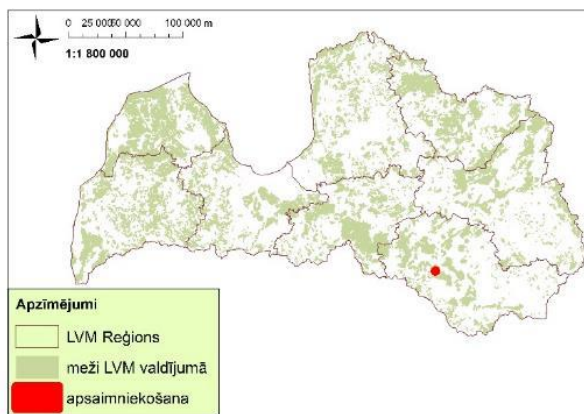 0 25 000 50 000 100 000 m
1:1 800 000
Apzīmējumi
LVM Reģions
meži LVM valdījumā
apsaimniekošana